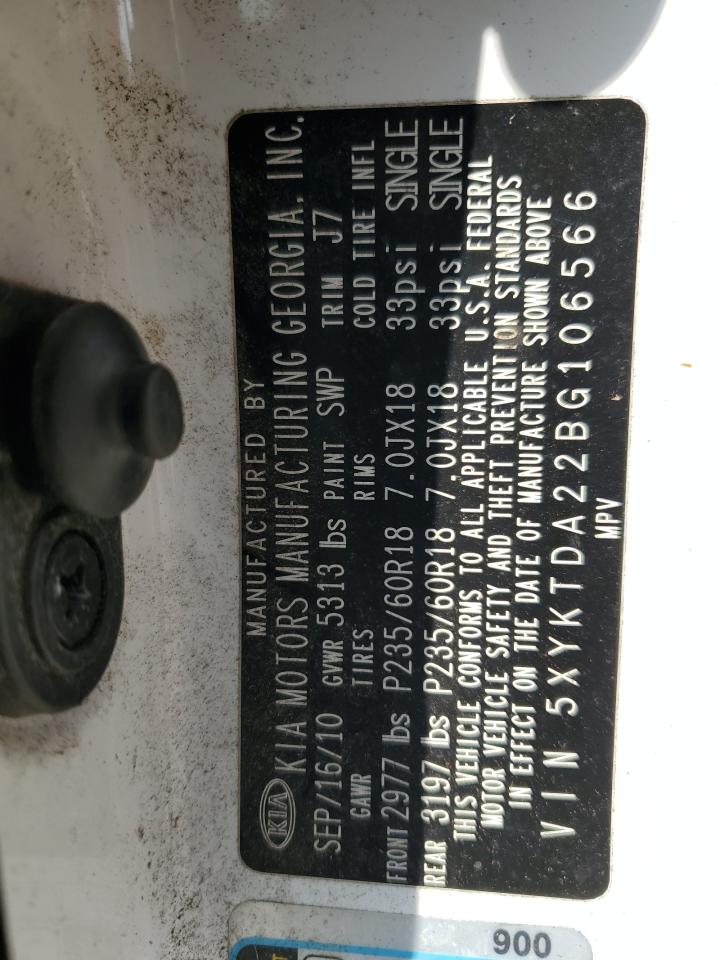 MANUFACTURED BY
KIA KIA MOTORS MANUFACTURING GEORGIA, INC.
SEP/16/10 GVWR 5313 lbs PAINT SWP TRIM J7
GAWR TIRES RIMS COLD TIRE INFL
FRONT 2977 lbs P235/60R18 7.0JX18 33psi SINGLE
REAR 3197 lbs P235/60R18 7.0JX18 33psi SINGLE
THIS VEHICLE CONFORMS TO ALL APPLICABLE U.S.A. FEDERAL
MOTOR VEHICLE SAFETY AND THEFT PREVENTION STANDARDS
IN EFFECT ON THE DATE OF MANUFACTURE SHOWN ABOVE
VIN 5XYKTDA22BG106566
MPV
900